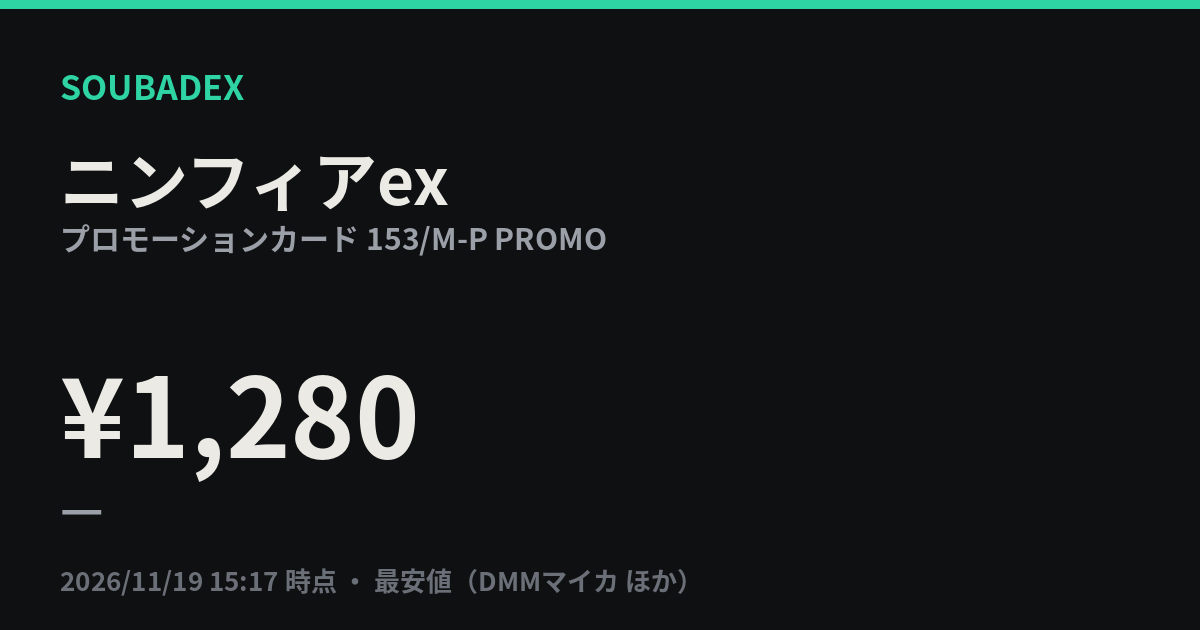 SOUBADEX
ニンフィアex
プロモーションカード 153/M-P PROMO
¥1,280
—
2026/11/19 15:17 時点 ・ 最安値（DMMマイカ ほか）